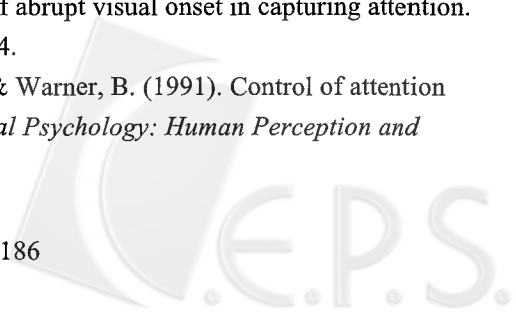 f abrupt visual onset in capturing attention.
4.
& Warner, B. (1991). Control of attention
al Psychology: Human Perception and
186
C.E.P.S.